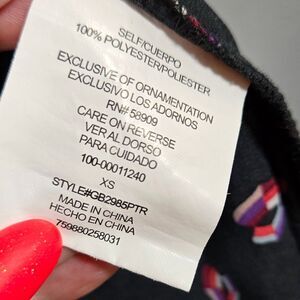 SELF/CUERPO
100% POLYESTER/POLIESTER
EXCLUSIVE OF ORNAMENTATION
EXCLUSIVO LOS ADORNOS
RN# 58909
CARE ON REVERSE
VER AL DORSO
PARA CUIDADO
100-00011240
XS
STYLE#GB2985PTR
MADE IN CHINA
HECHO EN CHINA
759880258031